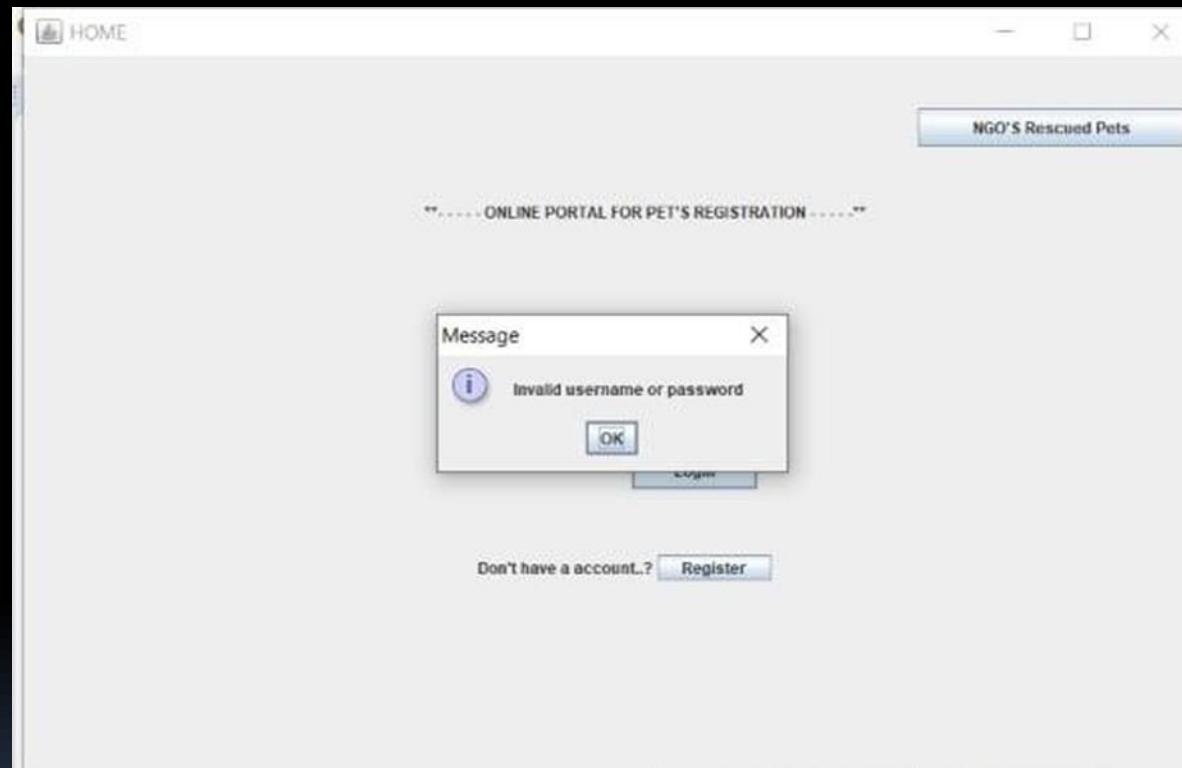 HOME
NGO'S Rescued Pets
**- - - - - ONLINE PORTAL FOR PET'S REGISTRATION - - - - -**
Message
Invalid username or password
OK
Login
Don't have a account..? Register